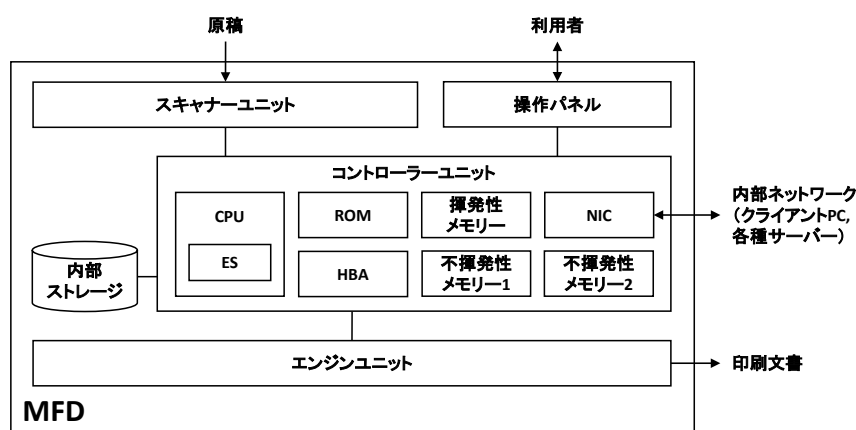 原稿
利用者
スキャナーユニット
操作パネル
コントローラーユニット
CPU
ES
ROM
揮発性
メモリー
NIC
HBA
不揮発性
メモリー1
不揮発性
メモリー2
内部
ストレージ
内部ネットワーク
(クライアントPC,
各種サーバー)
エンジンユニット
印刷文書
MFD